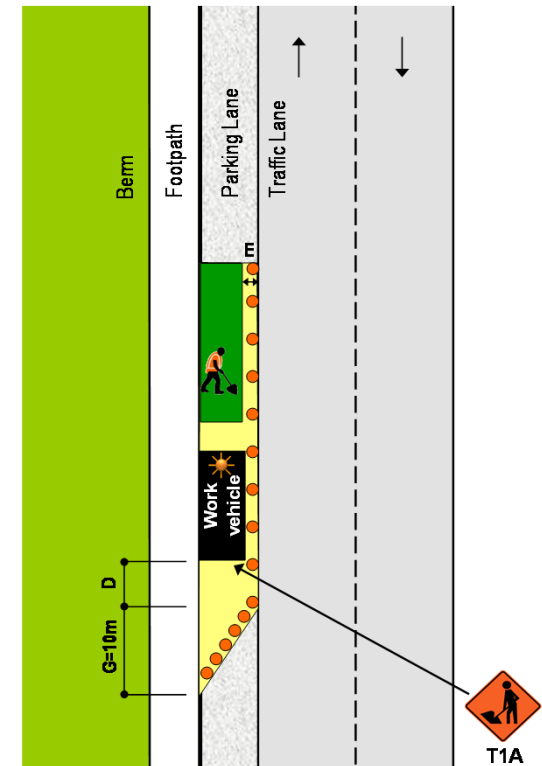 Berm
Footpath
Parking Lane
Traffic Lane
E
Work
vehicle
D
G=10m
T1A